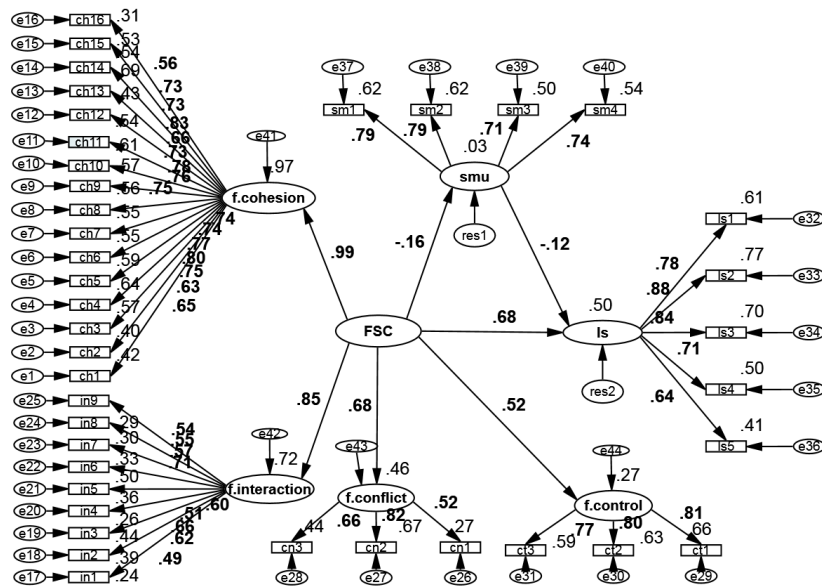 e16 ch16 .31
e15 ch15 .53
e14 ch14 .54
e13 ch13 .69
e12 ch12 .43
e11 ch11 .54
e10 ch10 .61
e9 ch9 .57
e8 ch8 .56
e7 ch7 .55
e6 ch6 .55
e5 ch5 .59
e4 ch4 .64
e3 ch3 .57
e2 ch2 .40
e1 ch1 .42
.56
.73
.73
.83
.66
.73
.78
.76
.75
.74
.74
.77
.80
.75
.63
.65
e41
.97
f.cohesion
.99
e37 e38 e39 e40
.62 .62 .50 .54
sm1 sm2 sm3 sm4
.79 .79 .71 .74
.03
smu
res1
-.16
-.12
FSC
.68
.50
ls
res2
.61
ls1 e32
.77
ls2 e33
.70
ls3 e34
.50
ls4 e35
.41
ls5 e36
.78
.88
.84
.71
.64
.85
.68
.52
e25 in9
e24 in8 .29
e23 in7 .30
e22 in6 .33
e21 in5 .50
e20 in4 .36
e19 in3 .26
e18 in2 .44
.39
e17 in1 .24
.54
.55
.57
.71
.60
.51
.66
.62
.49
e42
.72
f.interaction
e43
.46
f.conflict
.66 .82 .52
.44 .67 .27
cn3 cn2 cn1
e28 e27 e26
e44
.27
f.control
.77 .80 .81
.59 .63 .66
ct3 ct2 ct1
e31 e30 e29